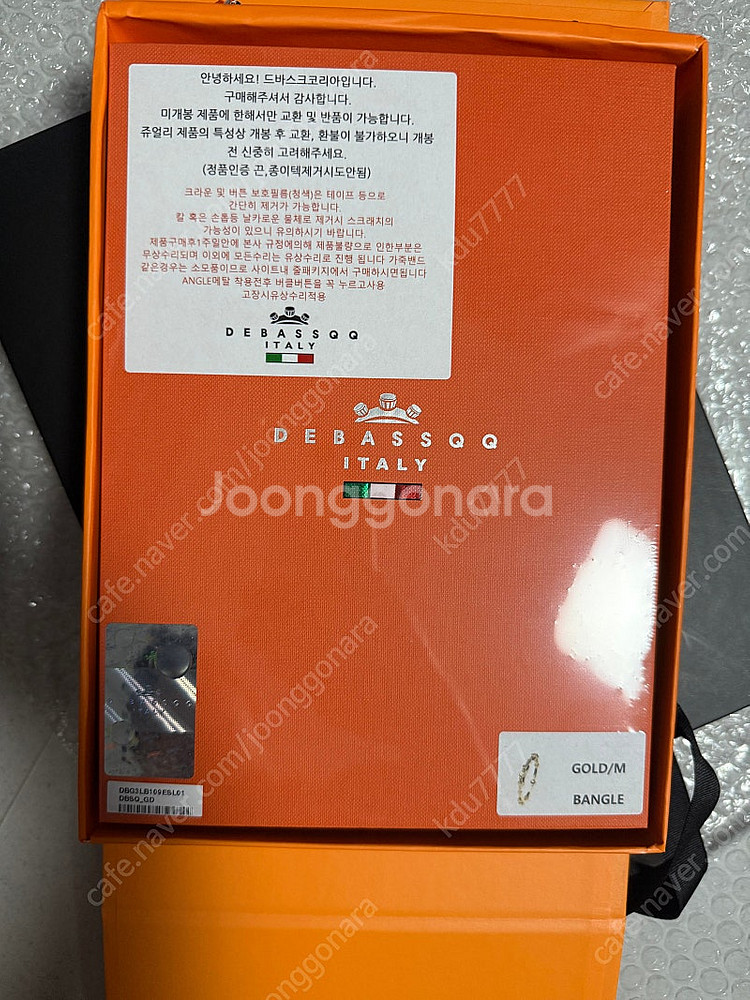 안녕하세요! 드바스크코리아입니다.
구매해주셔서 감사합니다.
미개봉 제품에 한해서만 교환 및 반품이 가능합니다.
쥬얼리 제품의 특성상 개봉 후 교환, 환불이 불가하오니 개봉
전 신중히 고려해주세요.
(정품인증 끈,종이텍제거시도안됨)
크라운 및 버튼 보호필름(청색)은 테이프 등으로
간단히 제거가 가능합니다.
칼 혹은 손톱등 날카로운 물체로 제거시 스크래치의
가능성이 있으니 유의하시기 바랍니다.
제품구매후1주일안에 본사 규정에의해 제품불량으로 인한부분은
무상수리되며 이외에 모든수리는 유상수리로 진행 됩니다 가죽밴드
같은경우는 소모품이므로 사이트내 줄패키지에서 구매하시면됩니다
ANGLE메탈 착용전후 버클버튼을 꼭 누르고사용
고장시유상수리적용
DEBASSQQ
ITALY
DEBASSQQ
ITALY
Joonggonara
cafe.naver.com/joonggonara
kdu7777
DBG3LB109ESL01
DBSQ_GD
GOLD/M
BANGLE